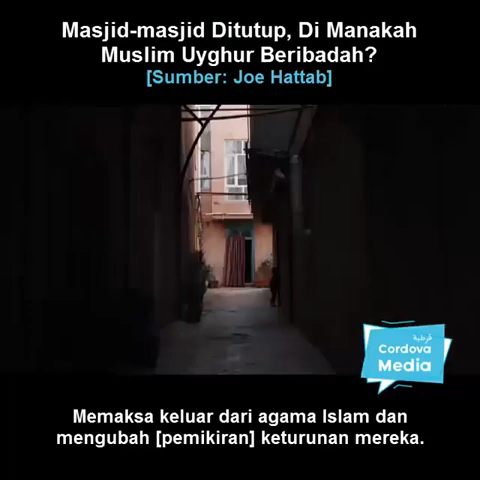 Masjid-masjid Ditutup, Di Manakah
Muslim Uyghur Beribadah?
[Sumber: Joe Hattab]
قرطبة
Cordova
Media
Memaksa keluar dari agama Islam dan
mengubah [pemikiran] keturunan mereka.